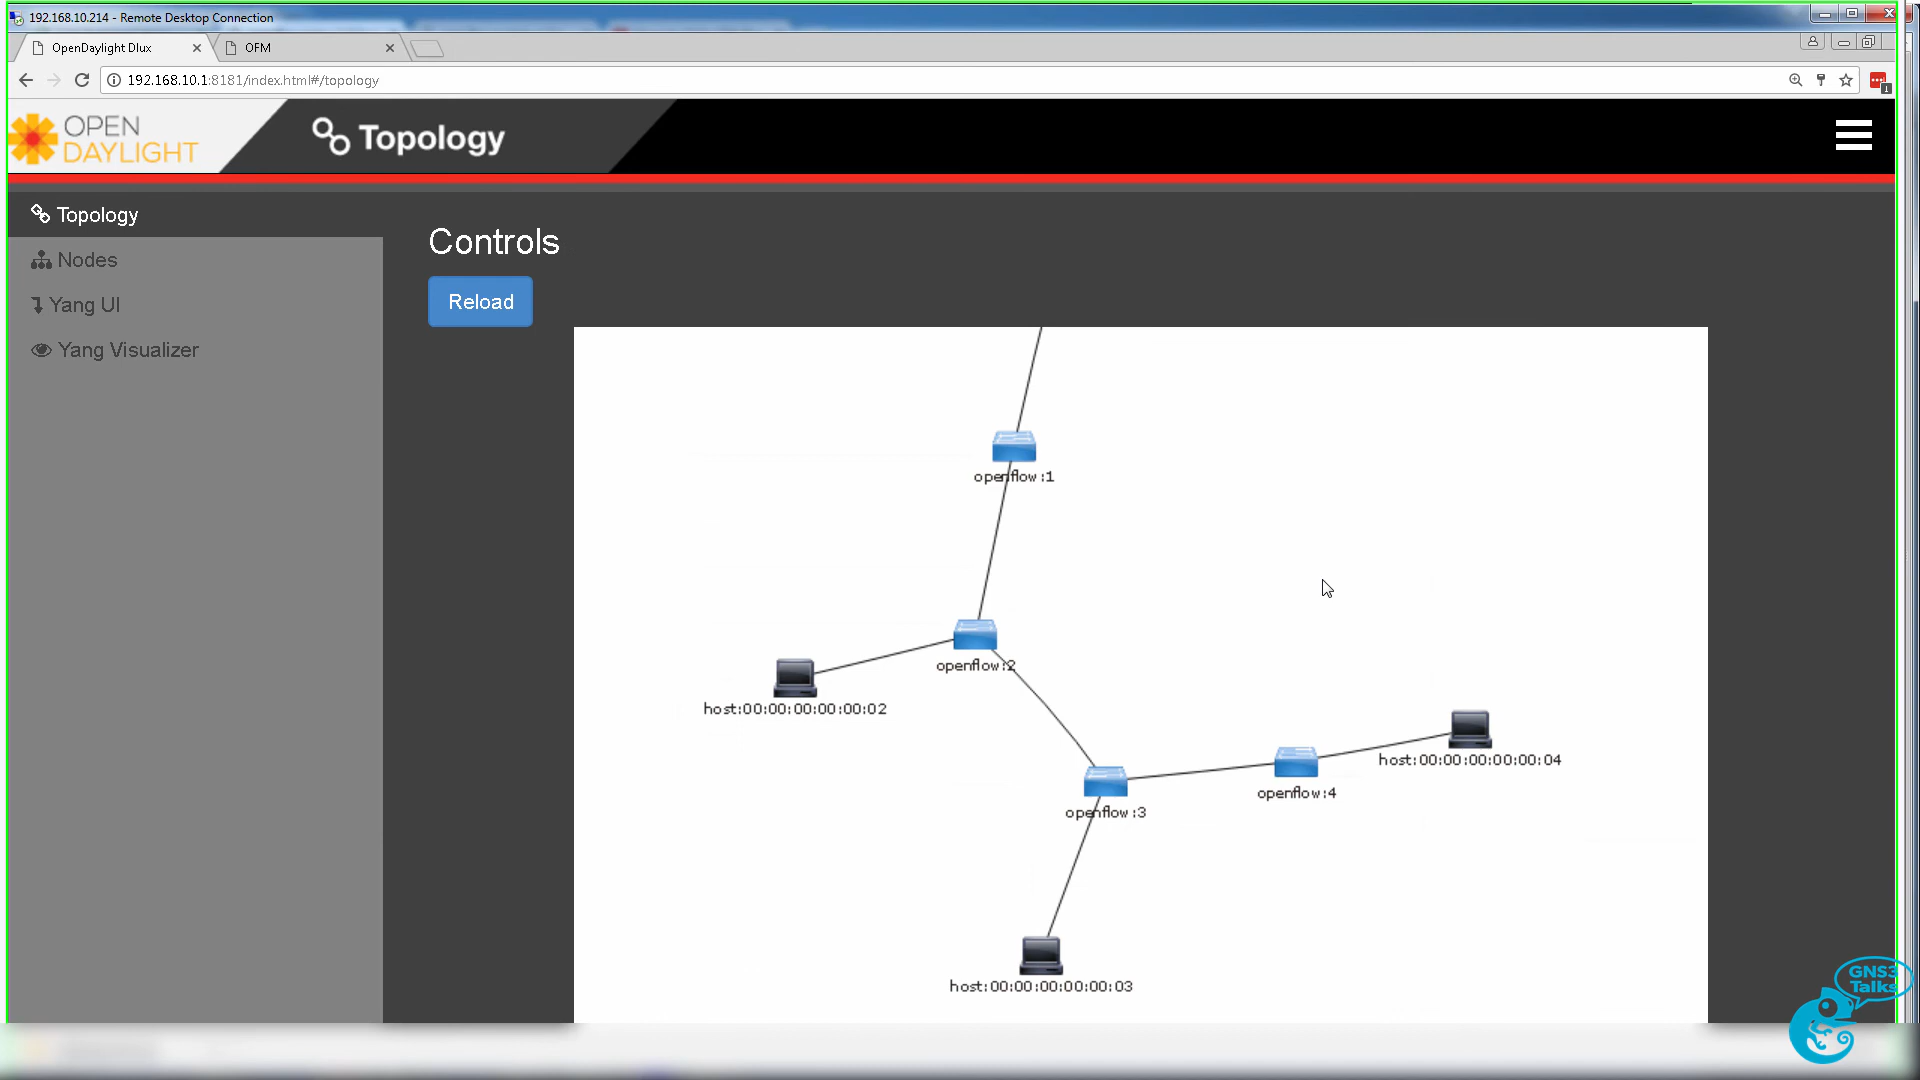 192.168.10.214 - Remote Desktop Connection
OpenDaylight Dlux
OFM
192.168.10.1:8181/index.html#/topology
OPEN
DAYLIGHT
Topology
Topology
Nodes
Yang UI
Yang Visualizer
Controls
Reload
openflow:1
openflow:2
host:00:00:00:00:00:02
host:00:00:00:00:00:04
openflow:4
openflow:3
host:00:00:00:00:00:03
GNS3
Talks